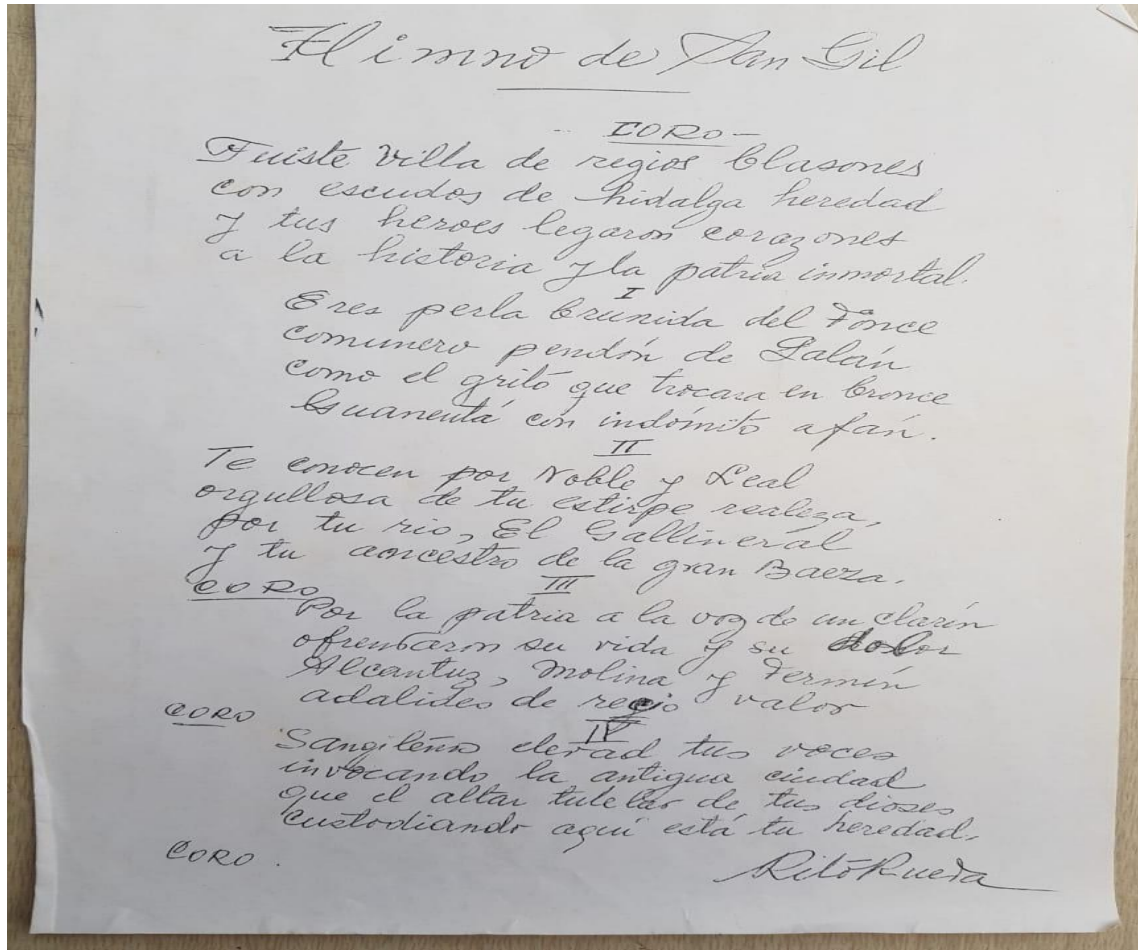 Himno de San Gil
CORO-
Fuiste Villa de regios blasones
con escudos de hidalga heredad
y tus heroes legaron corazones
a la historia y la patria inmortal.
I
Eres perla brunida del Fonce
comunero pendón de Galán
como el grito que trocara en bronce
Guanentá con indómito afán.
II
Te conocen por Noble y Leal
orgullosa de tu estirpe realeza,
por tu rio, El Gallineral
y tu ancestro de la gran Baeza.
CORO
III
Por la patria a la voz de un clarín
ofrendaron su vida y su dolor
Alcantuz, Molina y Fermín
adalides de regio valor
CORO
IV
Sangileño elevad tus voces
invocando la antigua ciudad
que el altar tutelar de tus dioses
custodiando aquí está tu heredad.
CORO.
Rito Rueda